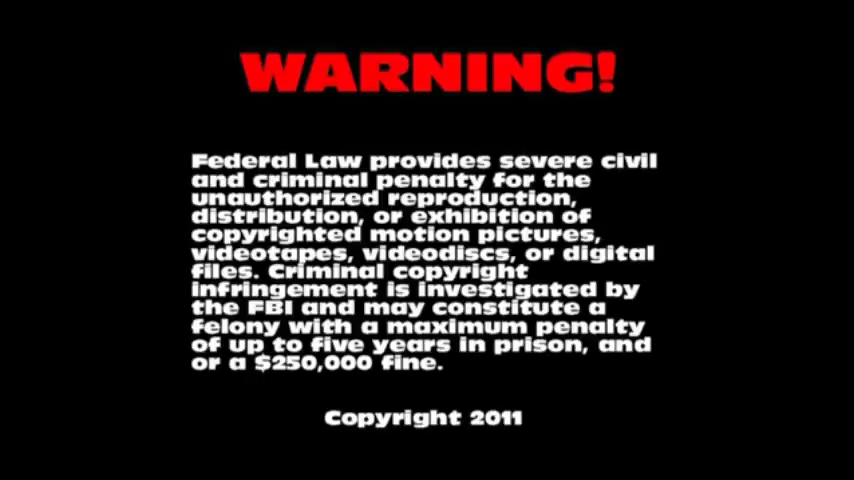 WARNING!
Federal Law provides severe civil
and criminal penalty for the
unauthorized reproduction,
distribution, or exhibition of
copyrighted motion pictures,
videotapes, videodiscs, or digital
files. Criminal copyright
infringement is investigated by
the FBI and may constitute a
felony with a maximum penalty
of up to five years in prison, and
or a $250,000 fine.
Copyright 2011